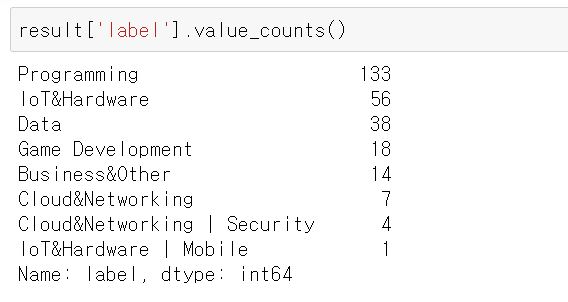 result['label'].value_counts()
Programming 133
IoT&Hardware 56
Data 38
Game Development 18
Business&Other 14
Cloud&Networking 7
Cloud&Networking | Security 4
IoT&Hardware | Mobile 1
Name: label, dtype: int64